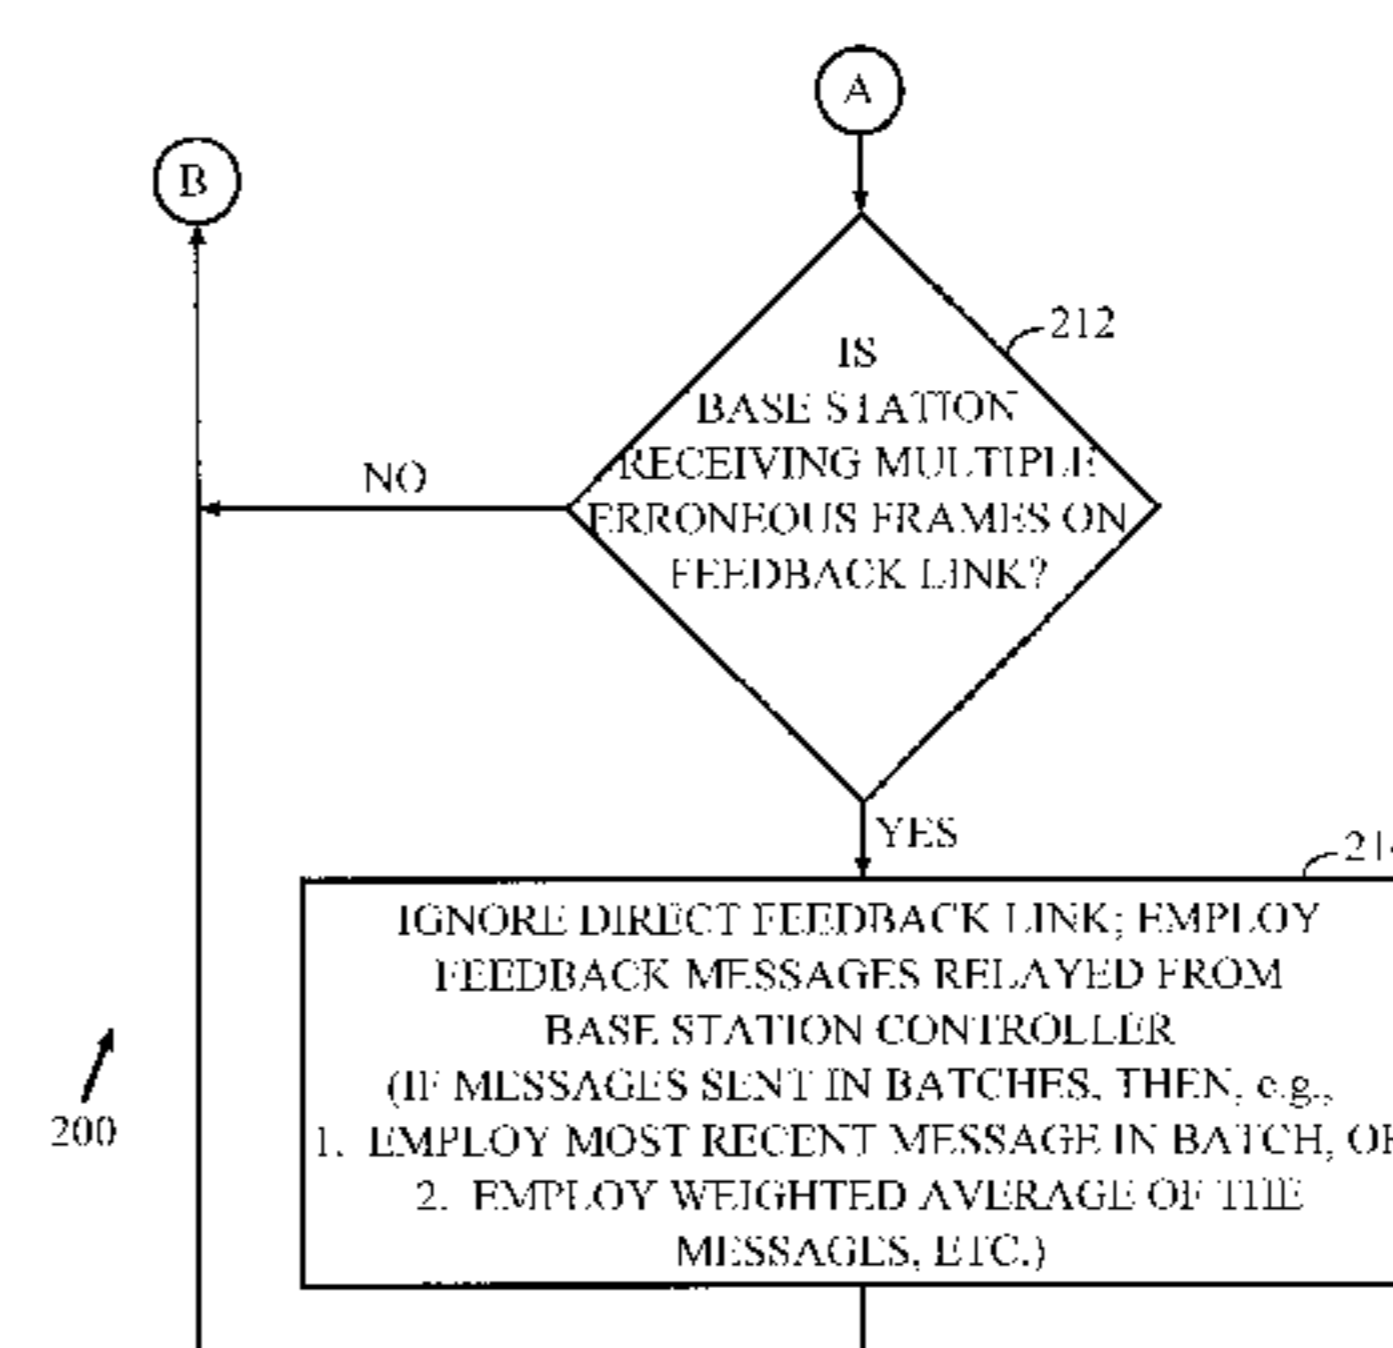 A
B
212
IS
BASE STATION
RECEIVING MULTIPLE
ERRONEOUS FRAMES ON
FEEDBACK LINK?
NO
YES
IGNORE DIRECT FEEDBACK LINK; EMPLOY
FEEDBACK MESSAGES RELAYED FROM
BASE STATION CONTROLLER
(IF MESSAGES SENT IN BATCHES, THEN, e.g.,
1. EMPLOY MOST RECENT MESSAGE IN BATCH, OR
2. EMPLOY WEIGHTED AVERAGE OF THE
MESSAGES, ETC.)
200